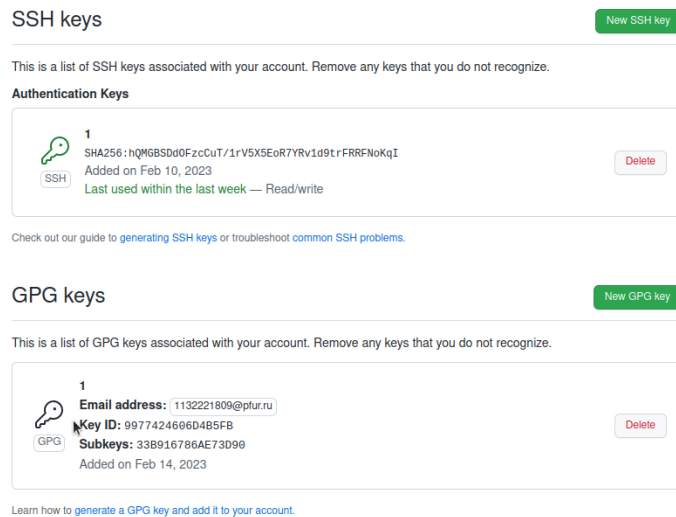 SSH keys
New SSH key
This is a list of SSH keys associated with your account. Remove any keys that you do not recognize.
Authentication Keys
1
SHA256:hQMGBSDdOFzcCuT/1rV5X5EoR7YRv1d9trFRRFNoKqI
SSH
Added on Feb 10, 2023
Last used within the last week — Read/write
Delete
Check out our guide to generating SSH keys or troubleshoot common SSH problems.
GPG keys
New GPG key
This is a list of GPG keys associated with your account. Remove any keys that you do not recognize.
1
Email address: 1132221809@pfur.ru
Key ID: 9977424606D4B5FB
GPG
Subkeys: 33B916786AE73D90
Added on Feb 14, 2023
Delete
Learn how to generate a GPG key and add it to your account.